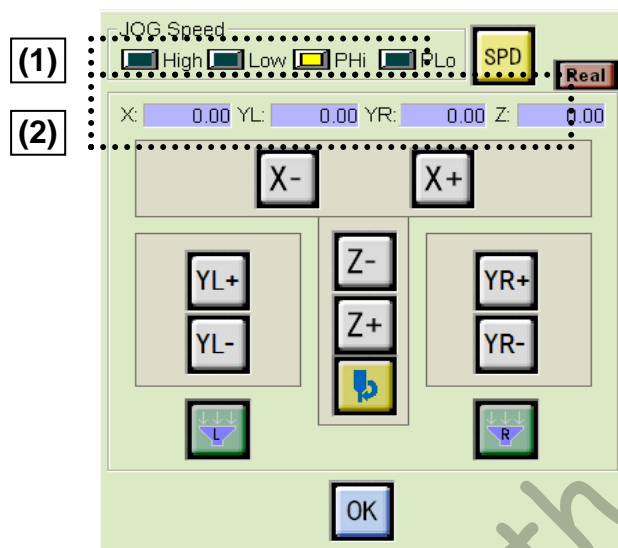 JOG Speed
(1)
High Low PHi PLo
SPD
Real
(2)
X: 0.00 YL: 0.00 YR: 0.00 Z: 0.00
X- X+
Z-
YL+ YR+
Z+
YL- YR-
L R
OK
th